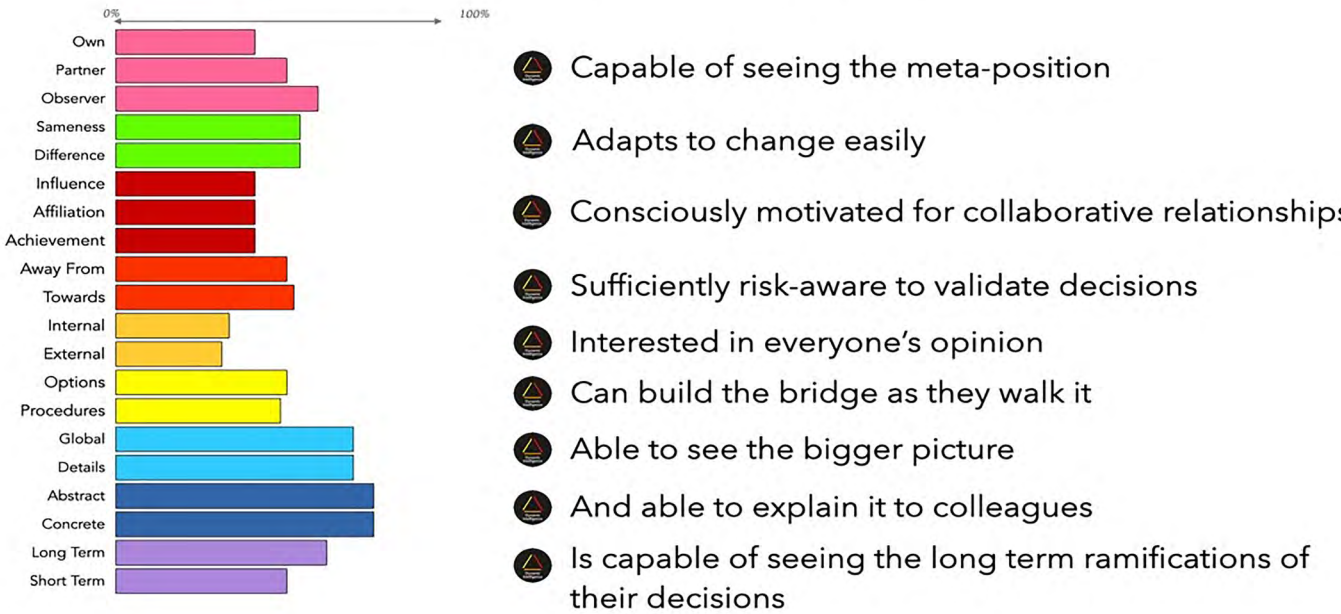 0%
100%
Own
Partner
Observer
Sameness
Difference
Influence
Affiliation
Achievement
Away From
Towards
Internal
External
Options
Procedures
Global
Details
Abstract
Concrete
Long Term
Short Term
Capable of seeing the meta-position
Adapts to change easily
Consciously motivated for collaborative relationships
Sufficiently risk-aware to validate decisions
Interested in everyone's opinion
Can build the bridge as they walk it
Able to see the bigger picture
And able to explain it to colleagues
Is capable of seeing the long term ramifications of
their decisions